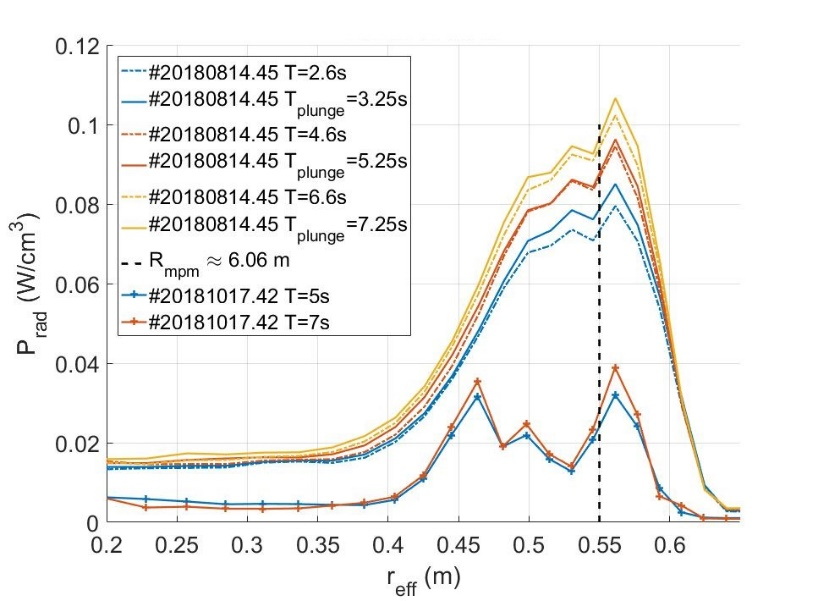 0.12
0.1
0.08
0.06
0.04
0.02
0
P_rad (W/cm^3)
#20180814.45 T=2.6s
#20180814.45 T_plunge=3.25s
#20180814.45 T=4.6s
#20180814.45 T_plunge=5.25s
#20180814.45 T=6.6s
#20180814.45 T_plunge=7.25s
R_mpm ≈ 6.06 m
#20181017.42 T=5s
#20181017.42 T=7s
0.2 0.25 0.3 0.35 0.4 0.45 0.5 0.55 0.6
r_eff (m)